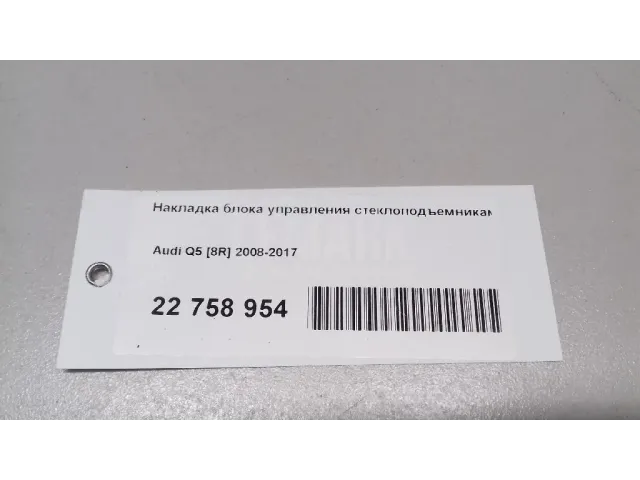 Накладка блока управления стеклоподъемникам
Audi Q5 [8R] 2008-2017
22 758 954